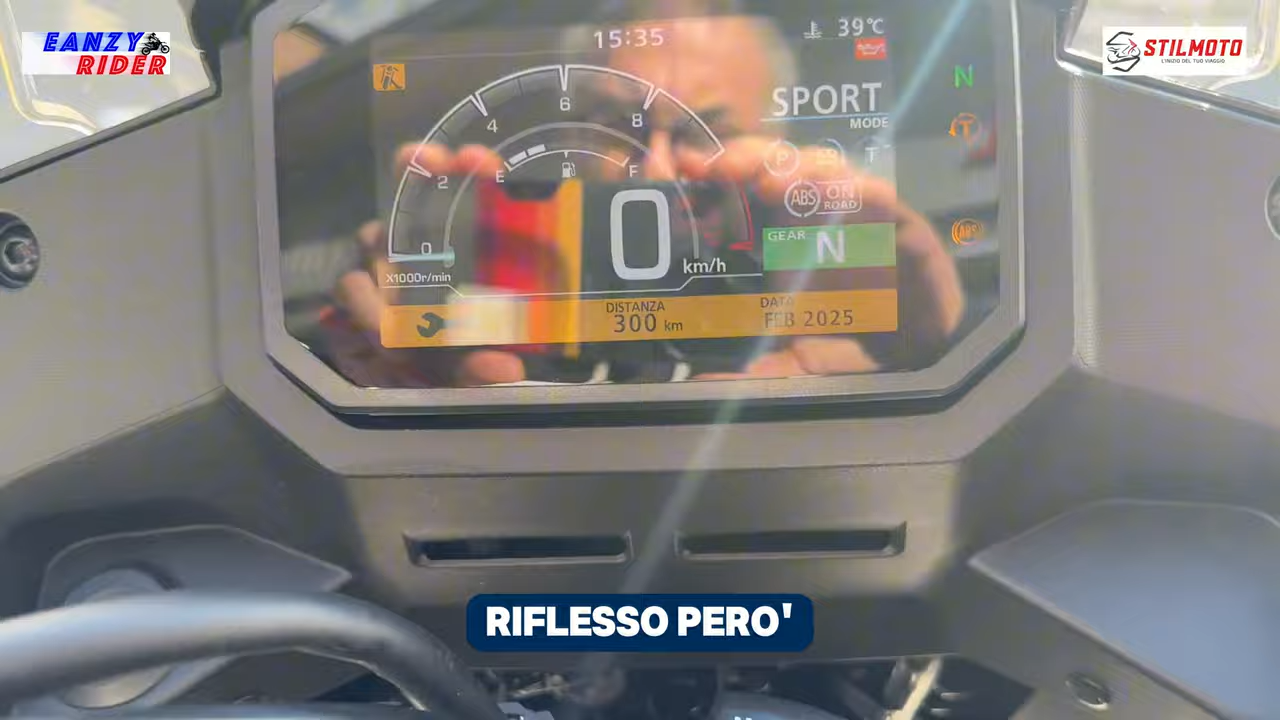 EANZY
RIDER
STILMOTO
L'INIZIO DEL TUO VIAGGIO
15:35
39°C
SPORT
MODE
0
2
4
6
8
X1000r/min
E
F
0
km/h
P
T
ABS
ON
ROAD
GEAR
N
N
T
ABS
DISTANZA
300 km
DATA
FEB 2025
RIFLESSO PERO'